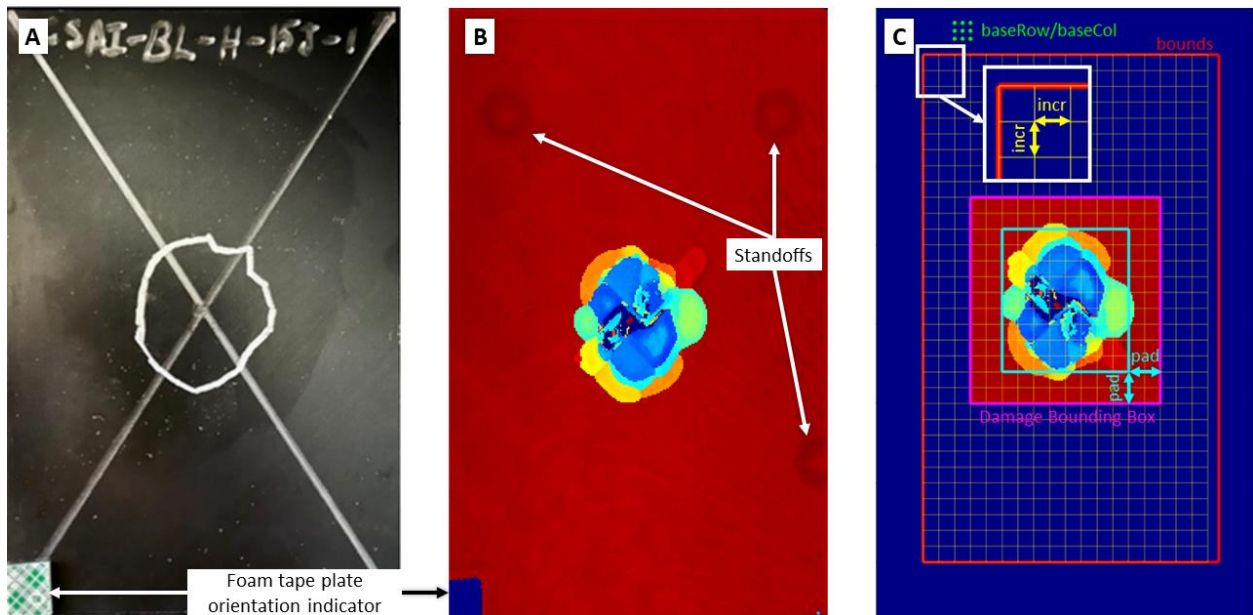 A
-SAI-BL-H-15J-1
B
C
baseRow/baseCol
bounds
incr
incr
Standoffs
pad
pad
Damage Bounding Box
Foam tape plate
orientation indicator